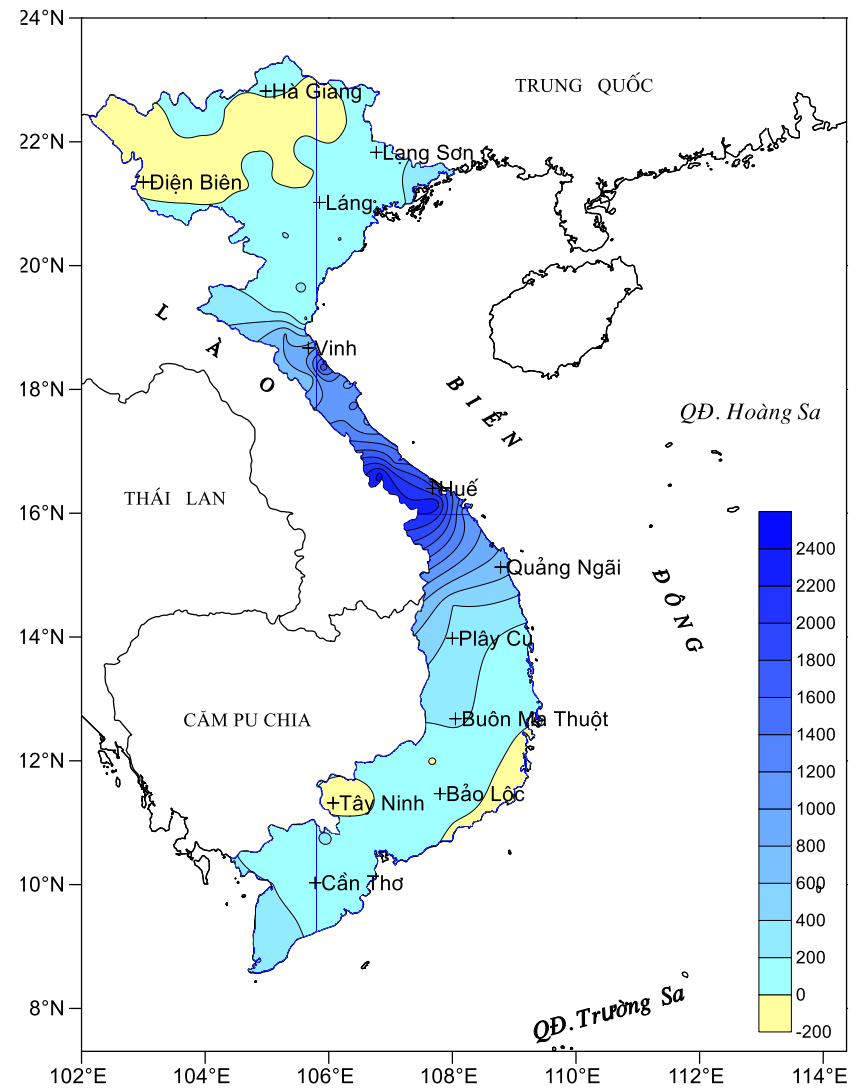 24°N
TRUNG QUỐC
Hà Giang
22°N
Lang Sơn
Điện Biên
Láng
20°N
L À O
Vinh
18°N
BIỂN
QĐ. Hoàng Sa
THÁI LAN
Huế
16°N
Quảng Ngãi
ĐÔNG
14°N
Plây Cu
CĂM PU CHIA
Buôn Ma Thuột
12°N
Tây Ninh
Bảo Lộc
10°N
Cần Thơ
8°N
QĐ. Trường Sa
2400
2200
2000
1800
1600
1400
1200
1000
800
600
400
200
0
-200
102°E 104°E 106°E 108°E 110°E 112°E 114°E